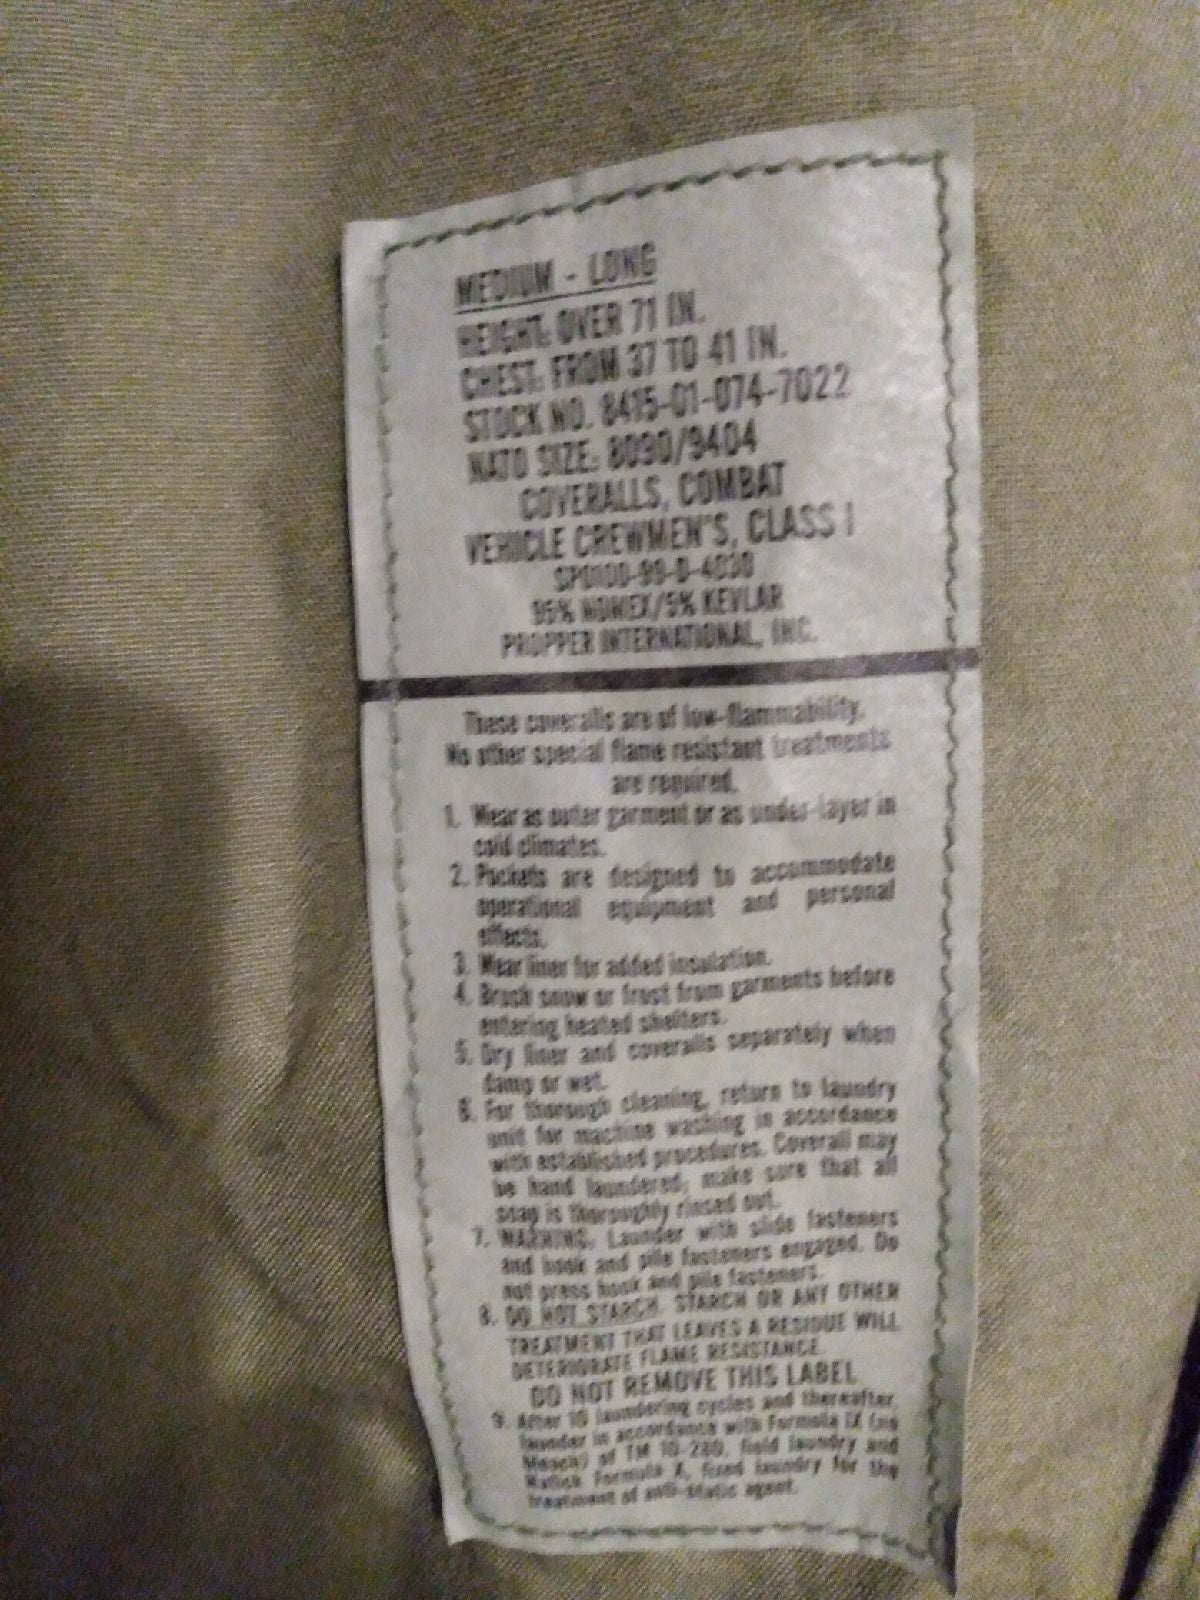 MEDIUM - LONG
HEIGHT: OVER 71 IN.
CHEST: FROM 37 TO 41 IN.
STOCK NO. 8415-01-074-7022
NATO SIZE: 8090/9404
COVERALLS, COMBAT
VEHICLE CREWMEN'S, CLASS 1
SP0100-99-D-4030
95% NOMEX/5% KEVLAR
PROPPER INTERNATIONAL, INC.
These coveralls are of low-flammability.
No other special flame resistant treatments
are required.
1. Wear as outer garment or as under-layer in
cold climates.
2. Pockets are designed to accommodate
operational equipment and personal
effects.
3. Wear liner for added insulation.
4. Brush snow or frost from garments before
entering heated shelters.
5. Dry liner and coveralls separately when
damp or wet.
6. For thorough cleaning, return to laundry
unit for machine washing in accordance
with established procedures. Coverall may
be hand laundered; make sure that all
soap is thoroughly rinsed out.
7. WARNING: Launder with slide fasteners
and hook and pile fasteners engaged. Do
not press hook and pile fasteners.
8. DO NOT STARCH. STARCH OR ANY OTHER
TREATMENT THAT LEAVES A RESIDUE WILL
DETERIORATE FLAME RESISTANCE.
DO NOT REMOVE THIS LABEL
9. After 10 laundering cycles and thereafter,
launder in accordance with Formula IX (no
bleach) of TM 10-280, field laundry and
Natick Formula X, fixed laundry for the
treatment of anti-static agent.